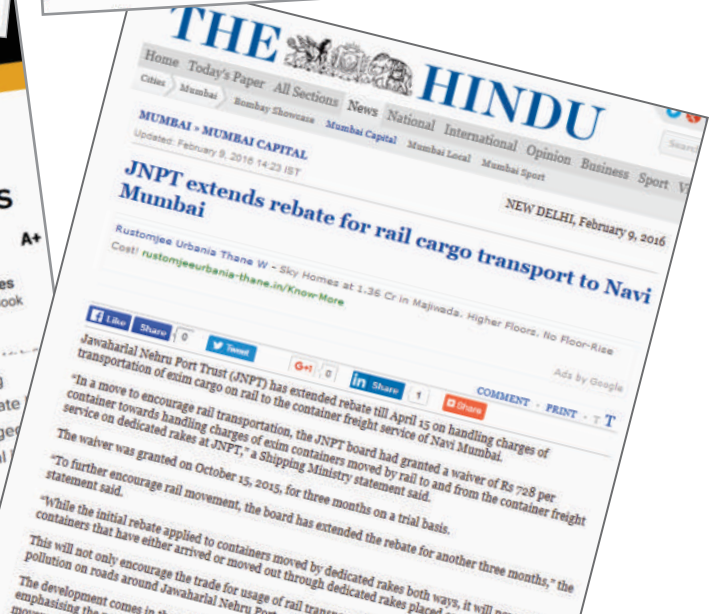 THE HINDU
Home Today's Paper All Sections News National International Opinion Business Sport
Cities Mumbai Bombay Showcase Mumbai Capital Mumbai Local Mumbai Sport
Search
MUMBAI » MUMBAI CAPITAL
Updated: February 9, 2016 14:23 IST
NEW DELHI, February 9, 2016
JNPT extends rebate for rail cargo transport to Navi
Mumbai
Rustomjee Urbania Thane W - Sky Homes at 1.36 Cr in Majiwada. Higher Floors. No Floor-Rise
Cost! rustomjeeurbania-thane.in/Know-More
Ads by Google
Like Share 0 Tweet G+1 0 in Share 1 Share
COMMENT · PRINT · T T
Jawaharlal Nehru Port Trust (JNPT) has extended rebate till April 15 on handling charges of
transportation of exim cargo on rail to the container freight service of Navi Mumbai.
"In a move to encourage rail transportation, the JNPT board had granted a waiver of Rs 728 per
container towards handling charges of exim containers moved by rail to and from the container freight
service on dedicated rakes at JNPT," a Shipping Ministry statement said.
The waiver was granted on October 15, 2015, for three months on a trial basis.
"To further encourage rail movement, the board has extended the rebate for another three months," the
statement said.
"While the initial rebate applied to containers moved by dedicated rakes both ways, it will
containers that have either arrived or moved out through dedicated rakes placed
This will not only encourage the trade for usage of rail
pollution on roads around Jawaharlal Nehru Port
The development comes in
emphasising the
A+